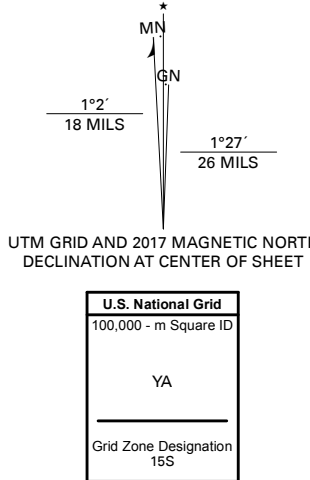 ★
MN
GN
1°2´
18 MILS
1°27´
26 MILS
UTM GRID AND 2017 MAGNETIC NORT
DECLINATION AT CENTER OF SHEET
U.S. National Grid
100,000 - m Square ID
YA
Grid Zone Designation
15S